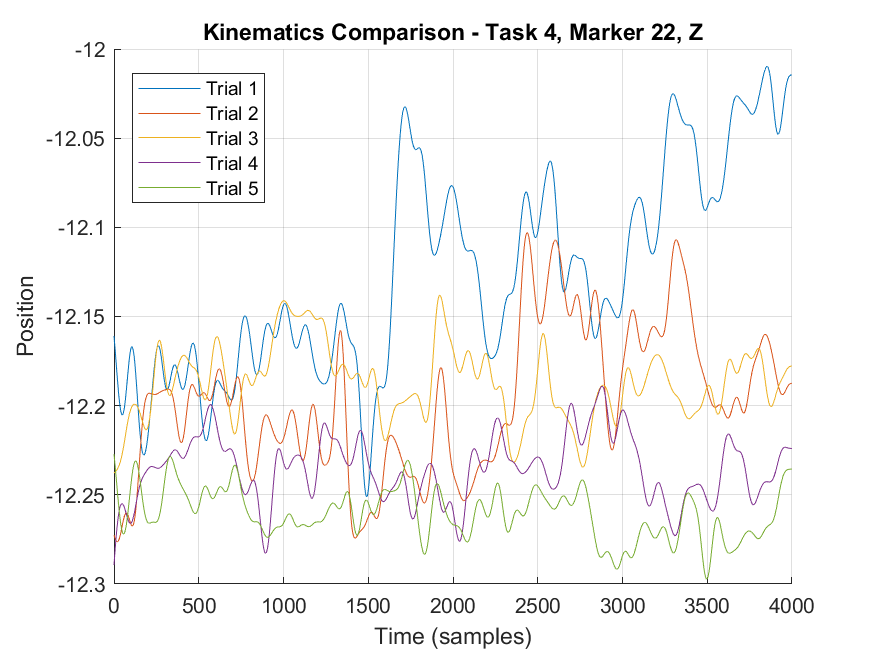 Kinematics Comparison - Task 4, Marker 22, Z
-12
-12.05
-12.1
-12.15
-12.2
-12.25
-12.3
Position
Trial 1
Trial 2
Trial 3
Trial 4
Trial 5
0 500 1000 1500 2000 2500 3000 3500 4000
Time (samples)